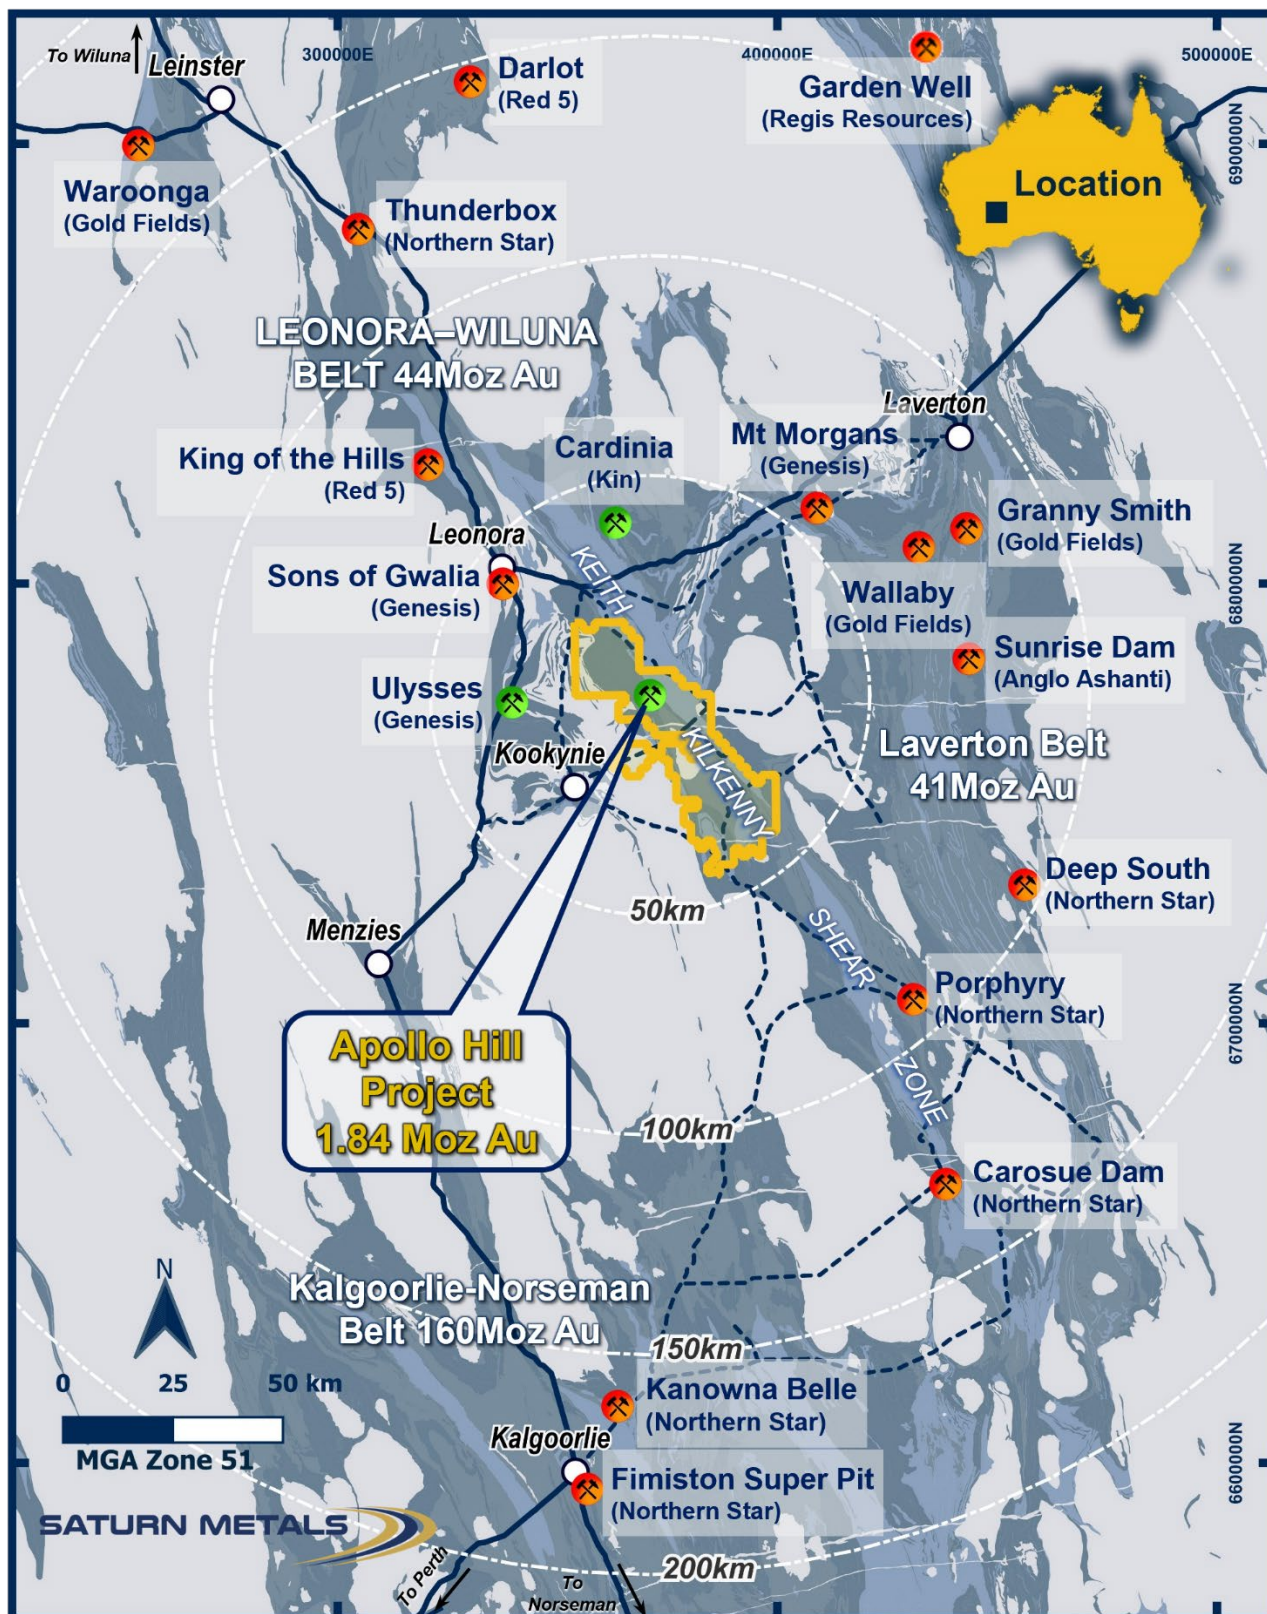 To Wiluna
Leinster
300000E
400000E
500000E
Darlot
(Red 5)
Garden Well
(Regis Resources)
6900000N
Location
Waroonga
(Gold Fields)
Thunderbox
(Northern Star)
LEONORA–WILUNA
BELT 44Moz Au
Laverton
Mt Morgans
(Genesis)
Cardinia
(Kin)
King of the Hills
(Red 5)
Granny Smith
(Gold Fields)
Leonora
KEITH
Sons of Gwalia
(Genesis)
Wallaby
(Gold Fields)
6800000N
Sunrise Dam
(Anglo Ashanti)
Ulysses
(Genesis)
Kookynie
KILKENNY
Laverton Belt
41Moz Au
Deep South
(Northern Star)
50km
Menzies
SHEAR
Porphyry
(Northern Star)
6700000N
Apollo Hill
Project
1.84 Moz Au
ZONE
100km
Carosue Dam
(Northern Star)
N
Kalgoorlie-Norseman
Belt 160Moz Au
150km
0 25 50 km
MGA Zone 51
Kanowna Belle
(Northern Star)
Kalgoorlie
Fimiston Super Pit
(Northern Star)
6600000N
SATURN METALS
200km
To Perth
To
Norseman